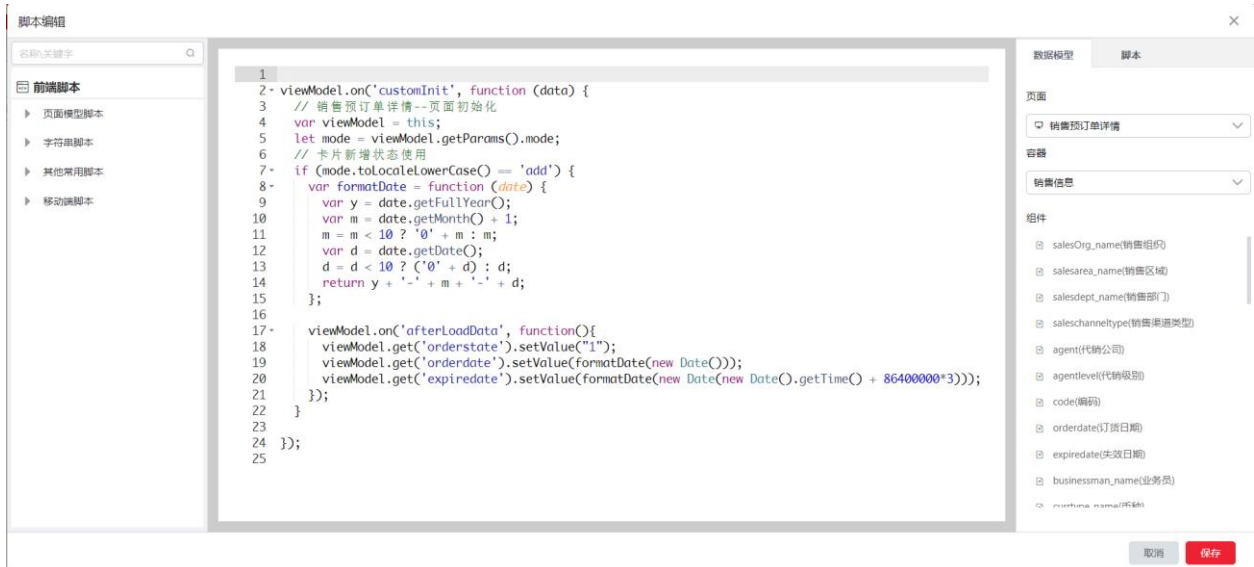 脚本编辑
名称\关键字
前端脚本
页面模型脚本
字符串脚本
其他常用脚本
移动端脚本
1
2 viewModel.on('customInit', function (data) {
3   // 销售预订单详情--页面初始化
4   var viewModel = this;
5   let mode = viewModel.getParams().mode;
6   // 卡片新增状态使用
7   if (mode.toLocaleLowerCase() == 'add') {
8     var formatDate = function (date) {
9       var y = date.getFullYear();
10       var m = date.getMonth() + 1;
11       m = m < 10 ? '0' + m : m;
12       var d = date.getDate();
13       d = d < 10 ? ('0' + d) : d;
14       return y + '-' + m + '-' + d;
15     };
16
17     viewModel.on('afterLoadData', function(){
18       viewModel.get('orderstate').setValue("1");
19       viewModel.get('orderdate').setValue(formatDate(new Date()));
20       viewModel.get('expiredate').setValue(formatDate(new Date(new Date().getTime() + 86400000*3)));
21     });
22   }
23
24 });
25
数据模型 脚本
页面
销售预订单详情
容器
销售信息
组件
salesOrg_name(销售组织)
salesarea_name(销售区域)
salesdept_name(销售部门)
saleschanneltype(销售渠道类型)
agent(代销公司)
agentlevel(代销级别)
code(编码)
orderdate(订货日期)
expiredate(失效日期)
businessman_name(业务员)
currtype_name(币种)
取消 保存